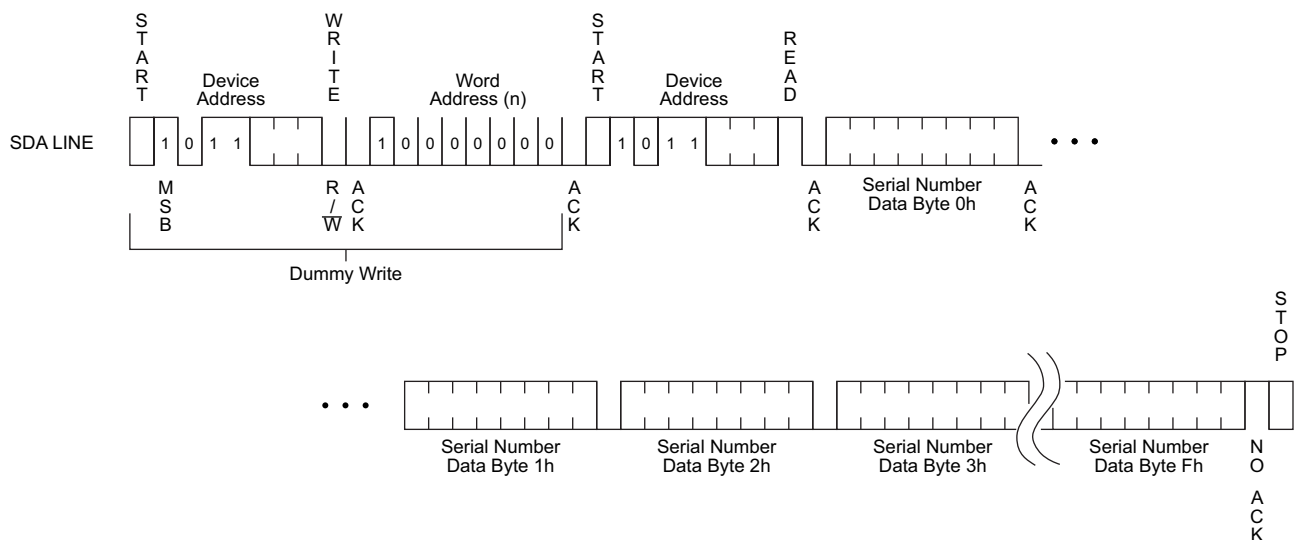 START
WRITE
START
READ
Device
Address
Word
Address (n)
Device
Address
SDA LINE
1 0 1 1
1 0 0 0 0 0 0 0
1 0 1 1
• • •
MSB
R/W
ACK
ACK
ACK
Serial Number
Data Byte 0h
ACK
Dummy Write
STOP
• • •
Serial Number
Data Byte 1h
Serial Number
Data Byte 2h
Serial Number
Data Byte 3h
Serial Number
Data Byte Fh
NO ACK